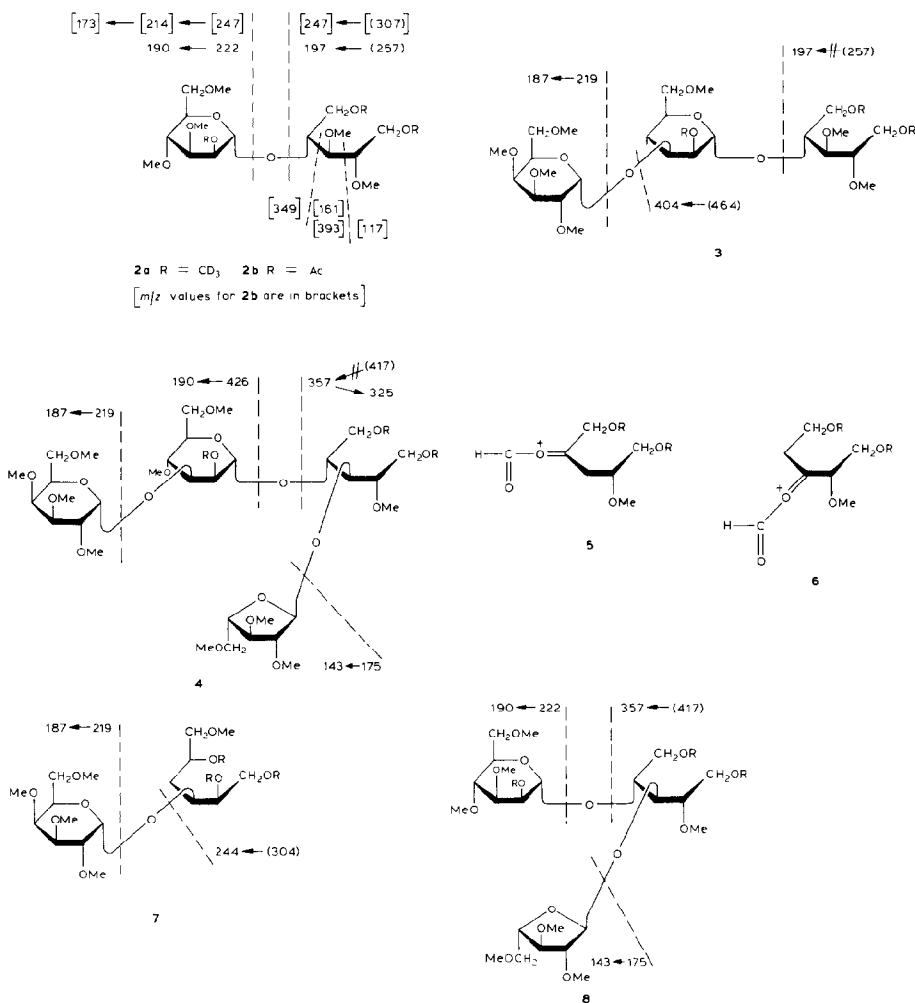 [173] ← [214] ← [247] [247] ← [(307)]
190 ← 222 197 ← (257)
CH₂OMe
CH₂OR
OMe
RO
MeO
O
O
OMe
CH₂OR
OMe
[349] [161]
[393] [117]
2a R = CD₃ 2b R = Ac
[m/z values for 2b are in brackets]
187 ← 219
197 ⇍ (257)
CH₂OMe
CH₂OMe
CH₂OR
MeO
O
OMe
OMe
O
O
RO
O
OMe
CH₂OR
OMe
404 ← (464)
3
187 ← 219
190 ← 426
357 ⇍ (417)
→ 325
CH₂OMe
CH₂OMe
CH₂OR
MeO
O
OMe
OMe
O
MeO
O
RO
O
CH₂OR
OMe
O
O
OMe
MeOCH₂
OMe
143 ← 175
4
CH₂OR
H–C–O
+
O
CH₂OR
OMe
5
CH₂OR
CH₂OR
+
O
OMe
H–C
O
6
187 ← 219
CH₂OMe
CH₂OMe
MeO
O
OMe
OMe
O
OR
RO
CH₂OR
244 ← (304)
7
190 ← 222
357 ← (417)
CH₂OMe
CH₂OR
O
OMe
RO
MeO
O
CH₂OR
OMe
O
O
OMe
MeOCH₂
OMe
143 ← 175
8